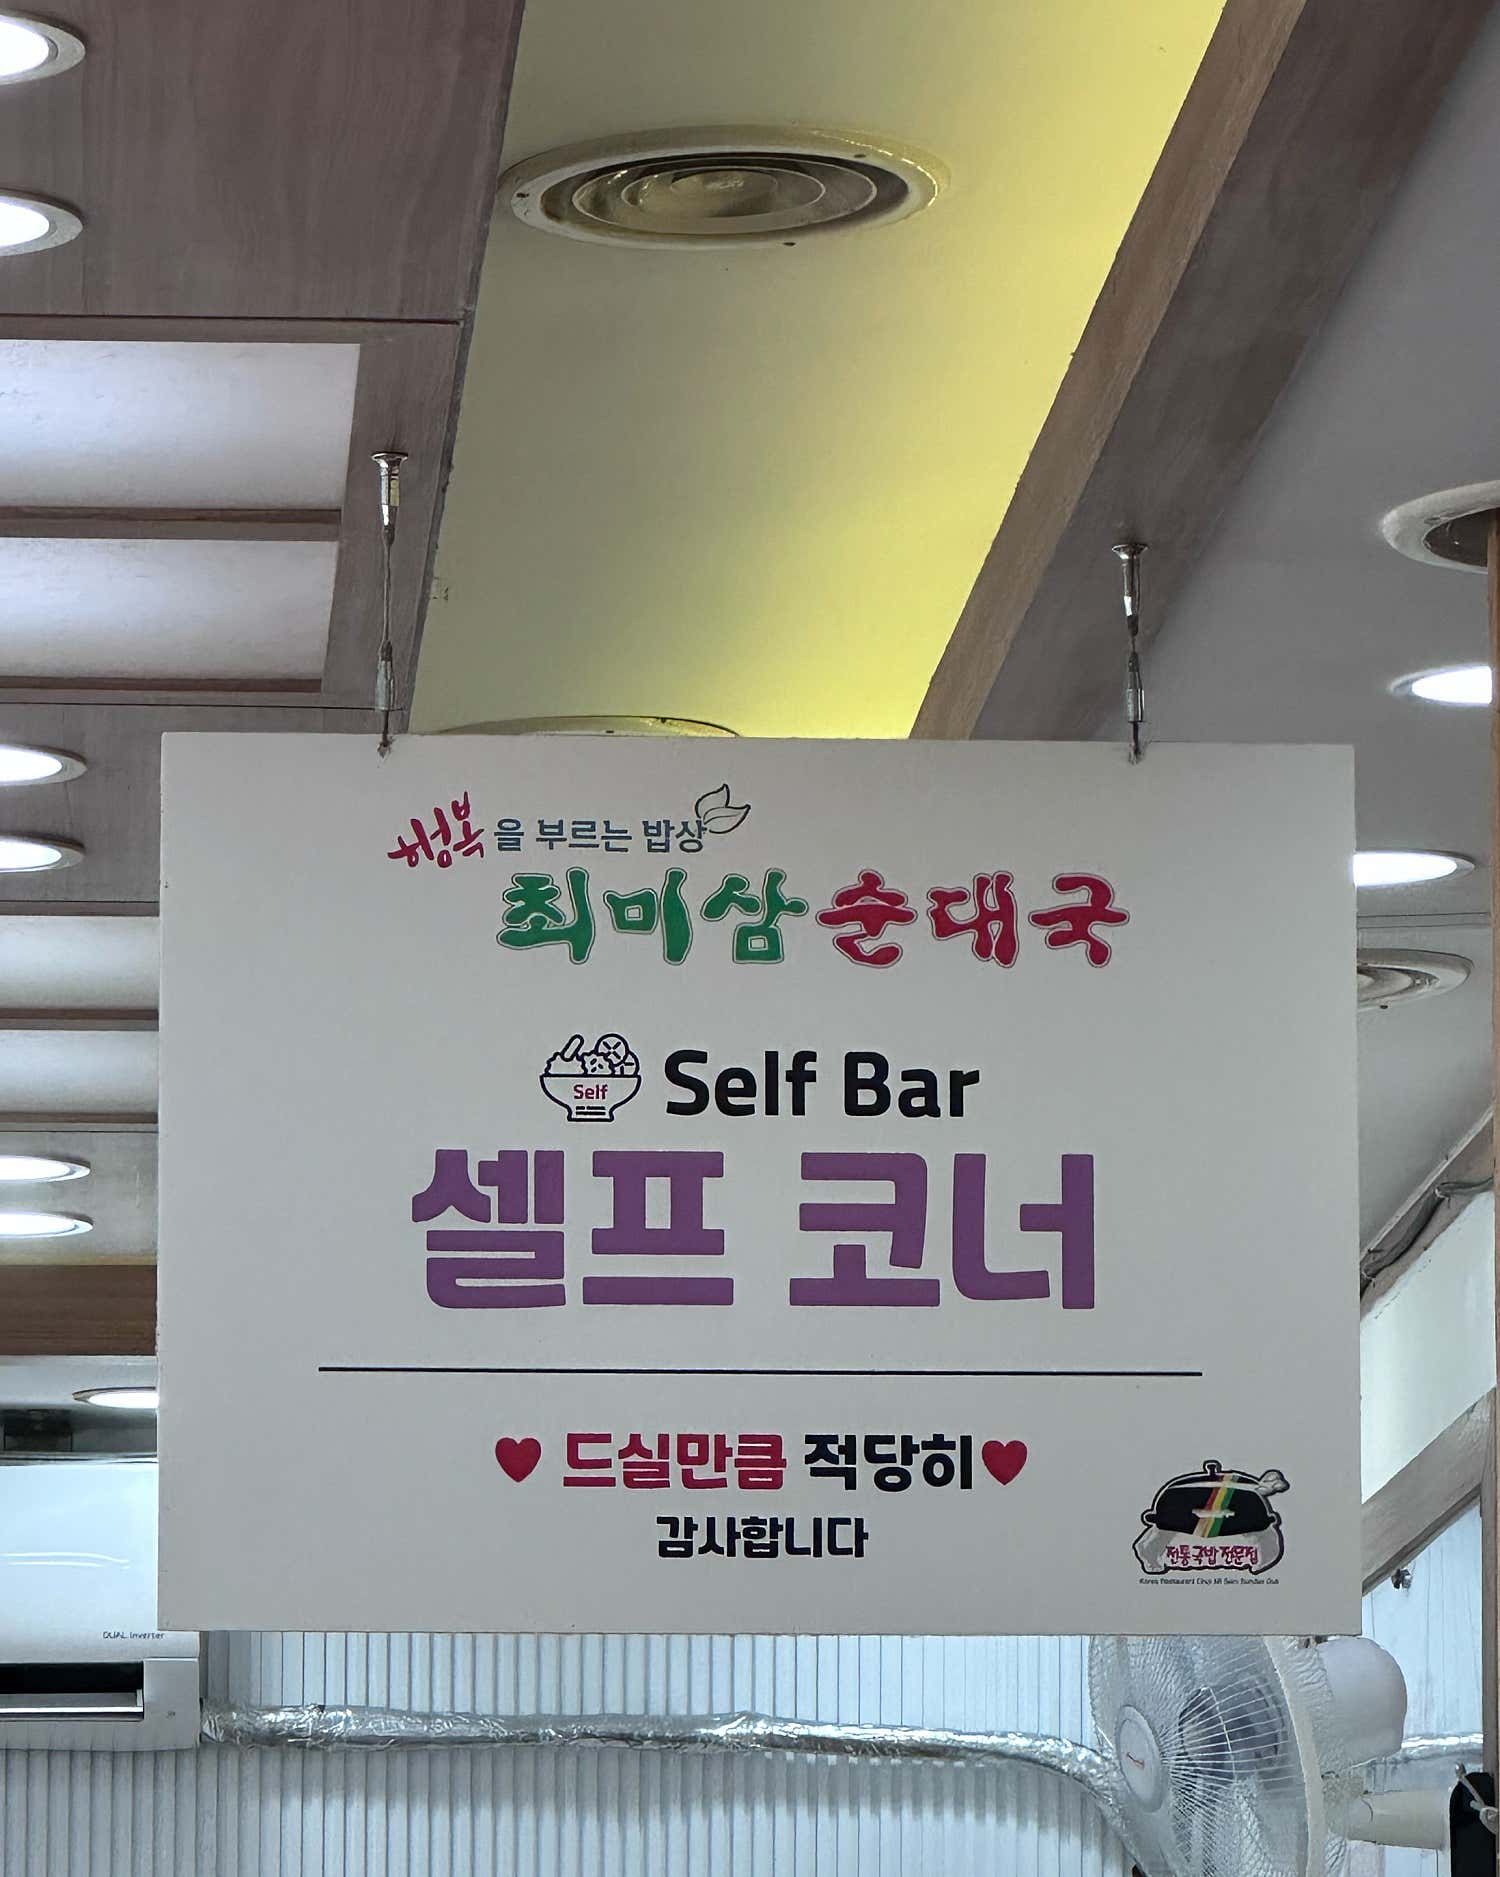 행복을 부르는 밥상
최미삼순대국
Self
Self Bar
셀프 코너
드실만큼 적당히
감사합니다
전통국밥전문점
DUAL Inverter